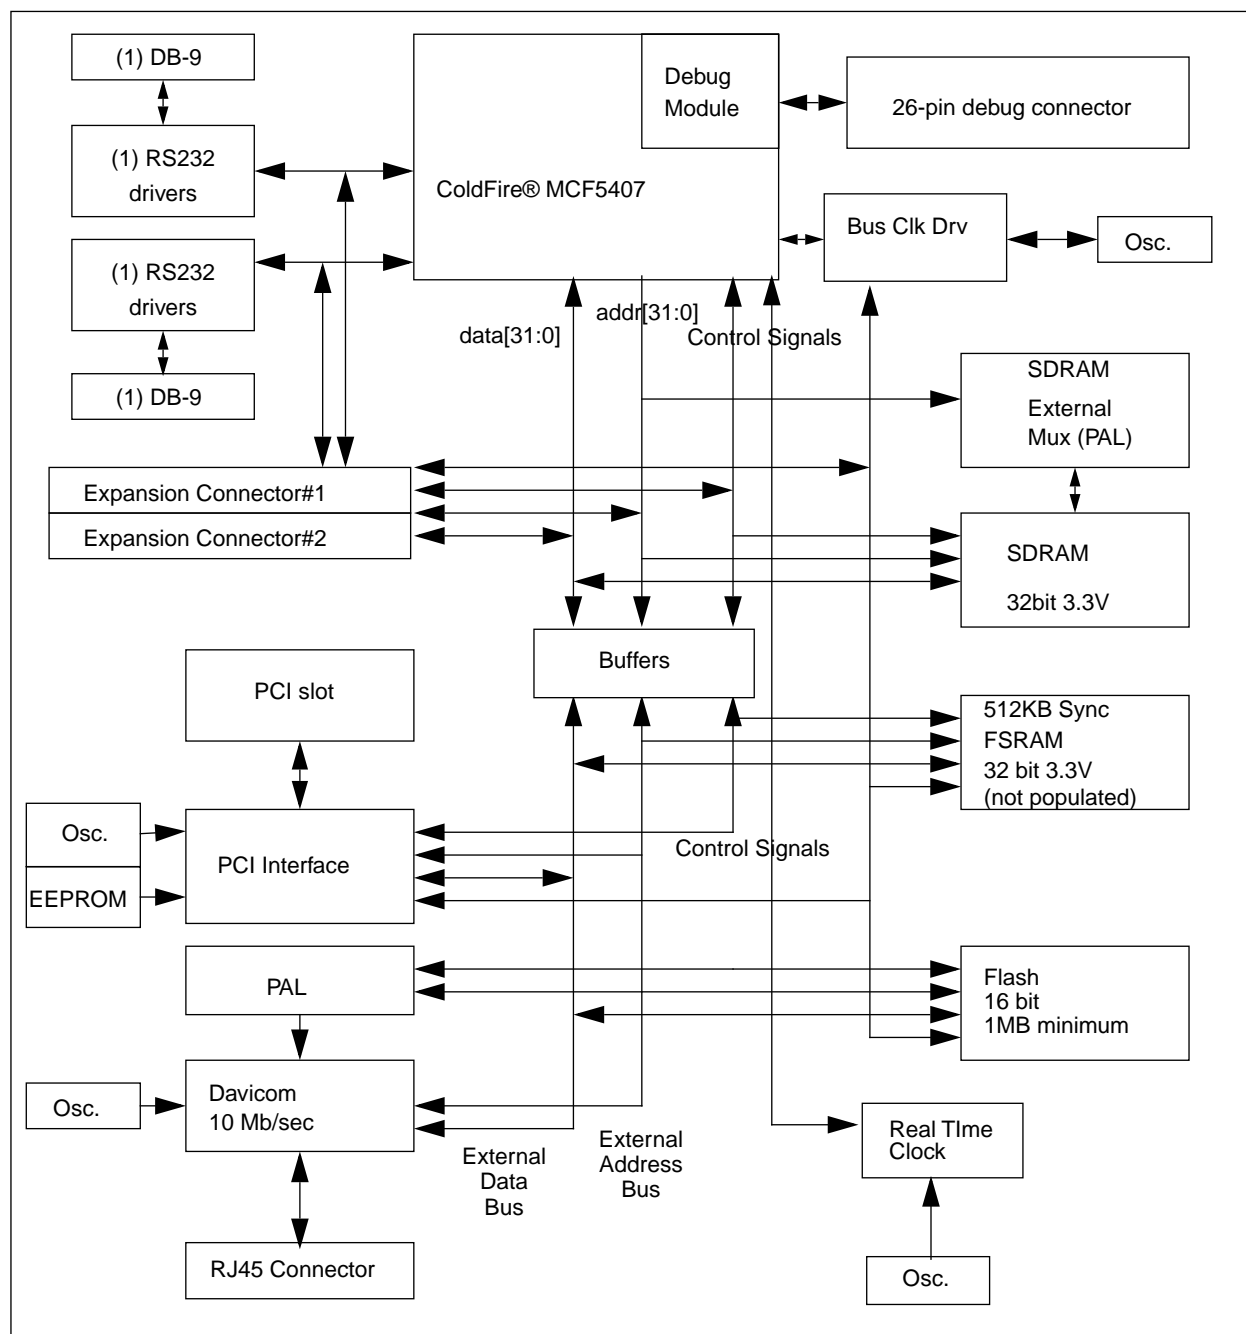 (1) DB-9
Debug
Module
26-pin debug connector
(1) RS232
drivers
ColdFire® MCF5407
Bus Clk Drv
Osc.
(1) RS232
drivers
addr[31:0]
data[31:0]
Control Signals
(1) DB-9
SDRAM
External
Mux (PAL)
Expansion Connector#1
Expansion Connector#2
SDRAM
32bit 3.3V
Buffers
PCI slot
512KB Sync
FSRAM
32 bit 3.3V
(not populated)
Osc.
EEPROM
PCI Interface
Control Signals
PAL
Flash
16 bit
1MB minimum
Osc.
Davicom
10 Mb/sec
External
Data
Bus
External
Address
Bus
Real TIme
Clock
RJ45 Connector
Osc.